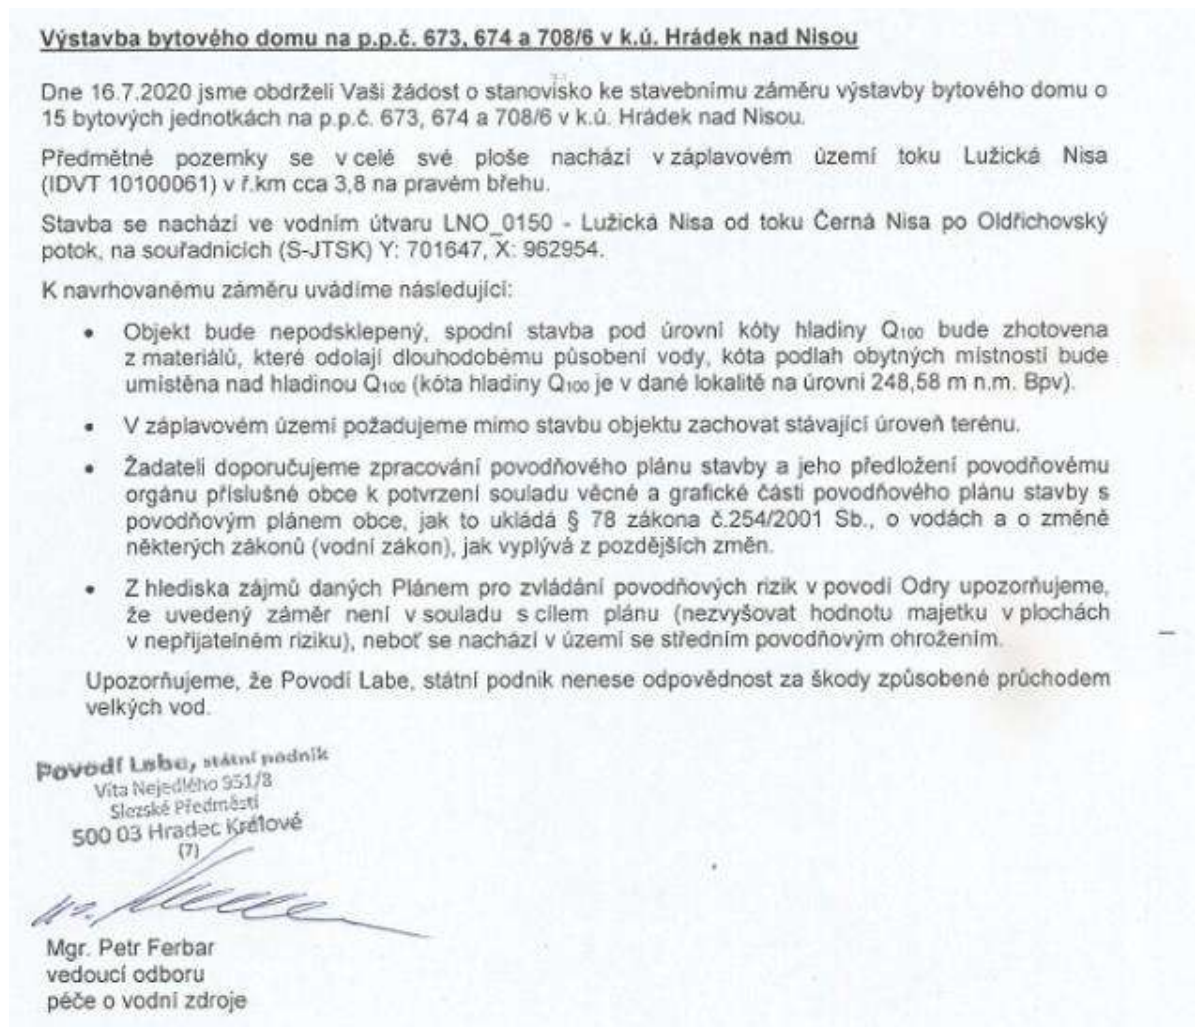 Výstavba bytového domu na p.p.č. 673, 674 a 708/6 v k.ú. Hrádek nad Nisou
Dne 16.7.2020 jsme obdrželi Vaši žádost o stanovisko ke stavebnímu záměru výstavby bytového domu o
15 bytových jednotkách na p.p.č. 673, 674 a 708/6 v k.ú. Hrádek nad Nisou.
Předmětné pozemky se v celé své ploše nachází v záplavovém území toku Lužická Nisa
(IDVT 10100061) v ř.km cca 3,8 na pravém břehu.
Stavba se nachází ve vodním útvaru LNO_0150 - Lužická Nisa od toku Černá Nisa po Oldřichovský
potok, na souřadnicích (S-JTSK) Y: 701647, X: 962954.
K navrhovanému záměru uvádíme následující:
• Objekt bude nepodsklepený, spodní stavba pod úrovní kóty hladiny Q₁₀₀ bude zhotovena
z materiálů, které odolají dlouhodobému působení vody, kóta podlah obytných místností bude
umístěna nad hladinou Q₁₀₀ (kóta hladiny Q₁₀₀ je v dané lokalitě na úrovni 248,58 m n.m. Bpv).
• V záplavovém území požadujeme mimo stavbu objektu zachovat stávající úroveň terénu.
• Žadateli doporučujeme zpracování povodňového plánu stavby a jeho předložení povodňovému
orgánu příslušné obce k potvrzení souladu věcné a grafické části povodňového plánu stavby s
povodňovým plánem obce, jak to ukládá § 78 zákona č.254/2001 Sb., o vodách a o změně
některých zákonů (vodní zákon), jak vyplývá z pozdějších změn.
• Z hlediska zájmů daných Plánem pro zvládání povodňových rizik v povodí Odry upozorňujeme,
že uvedený záměr není v souladu s cílem plánu (nezvyšovat hodnotu majetku v plochách
v nepřijatelném riziku), neboť se nachází v území se středním povodňovým ohrožením.
Upozorňujeme, že Povodí Labe, státní podnik nenese odpovědnost za škody způsobené průchodem
velkých vod.
Povodí Labe, státní podnik
Víta Nejedlého 951/8
Slezské Předměstí
500 03 Hradec Králové
(7)
Mgr. Petr Ferbar
vedoucí odboru
péče o vodní zdroje